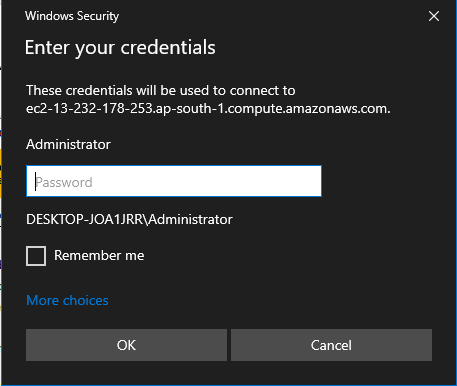 Windows Security
Enter your credentials
These credentials will be used to connect to
ec2-13-232-178-253.ap-south-1.compute.amazonaws.com.
Administrator
Password
DESKTOP-JOA1JRR\Administrator
Remember me
More choices
OK
Cancel